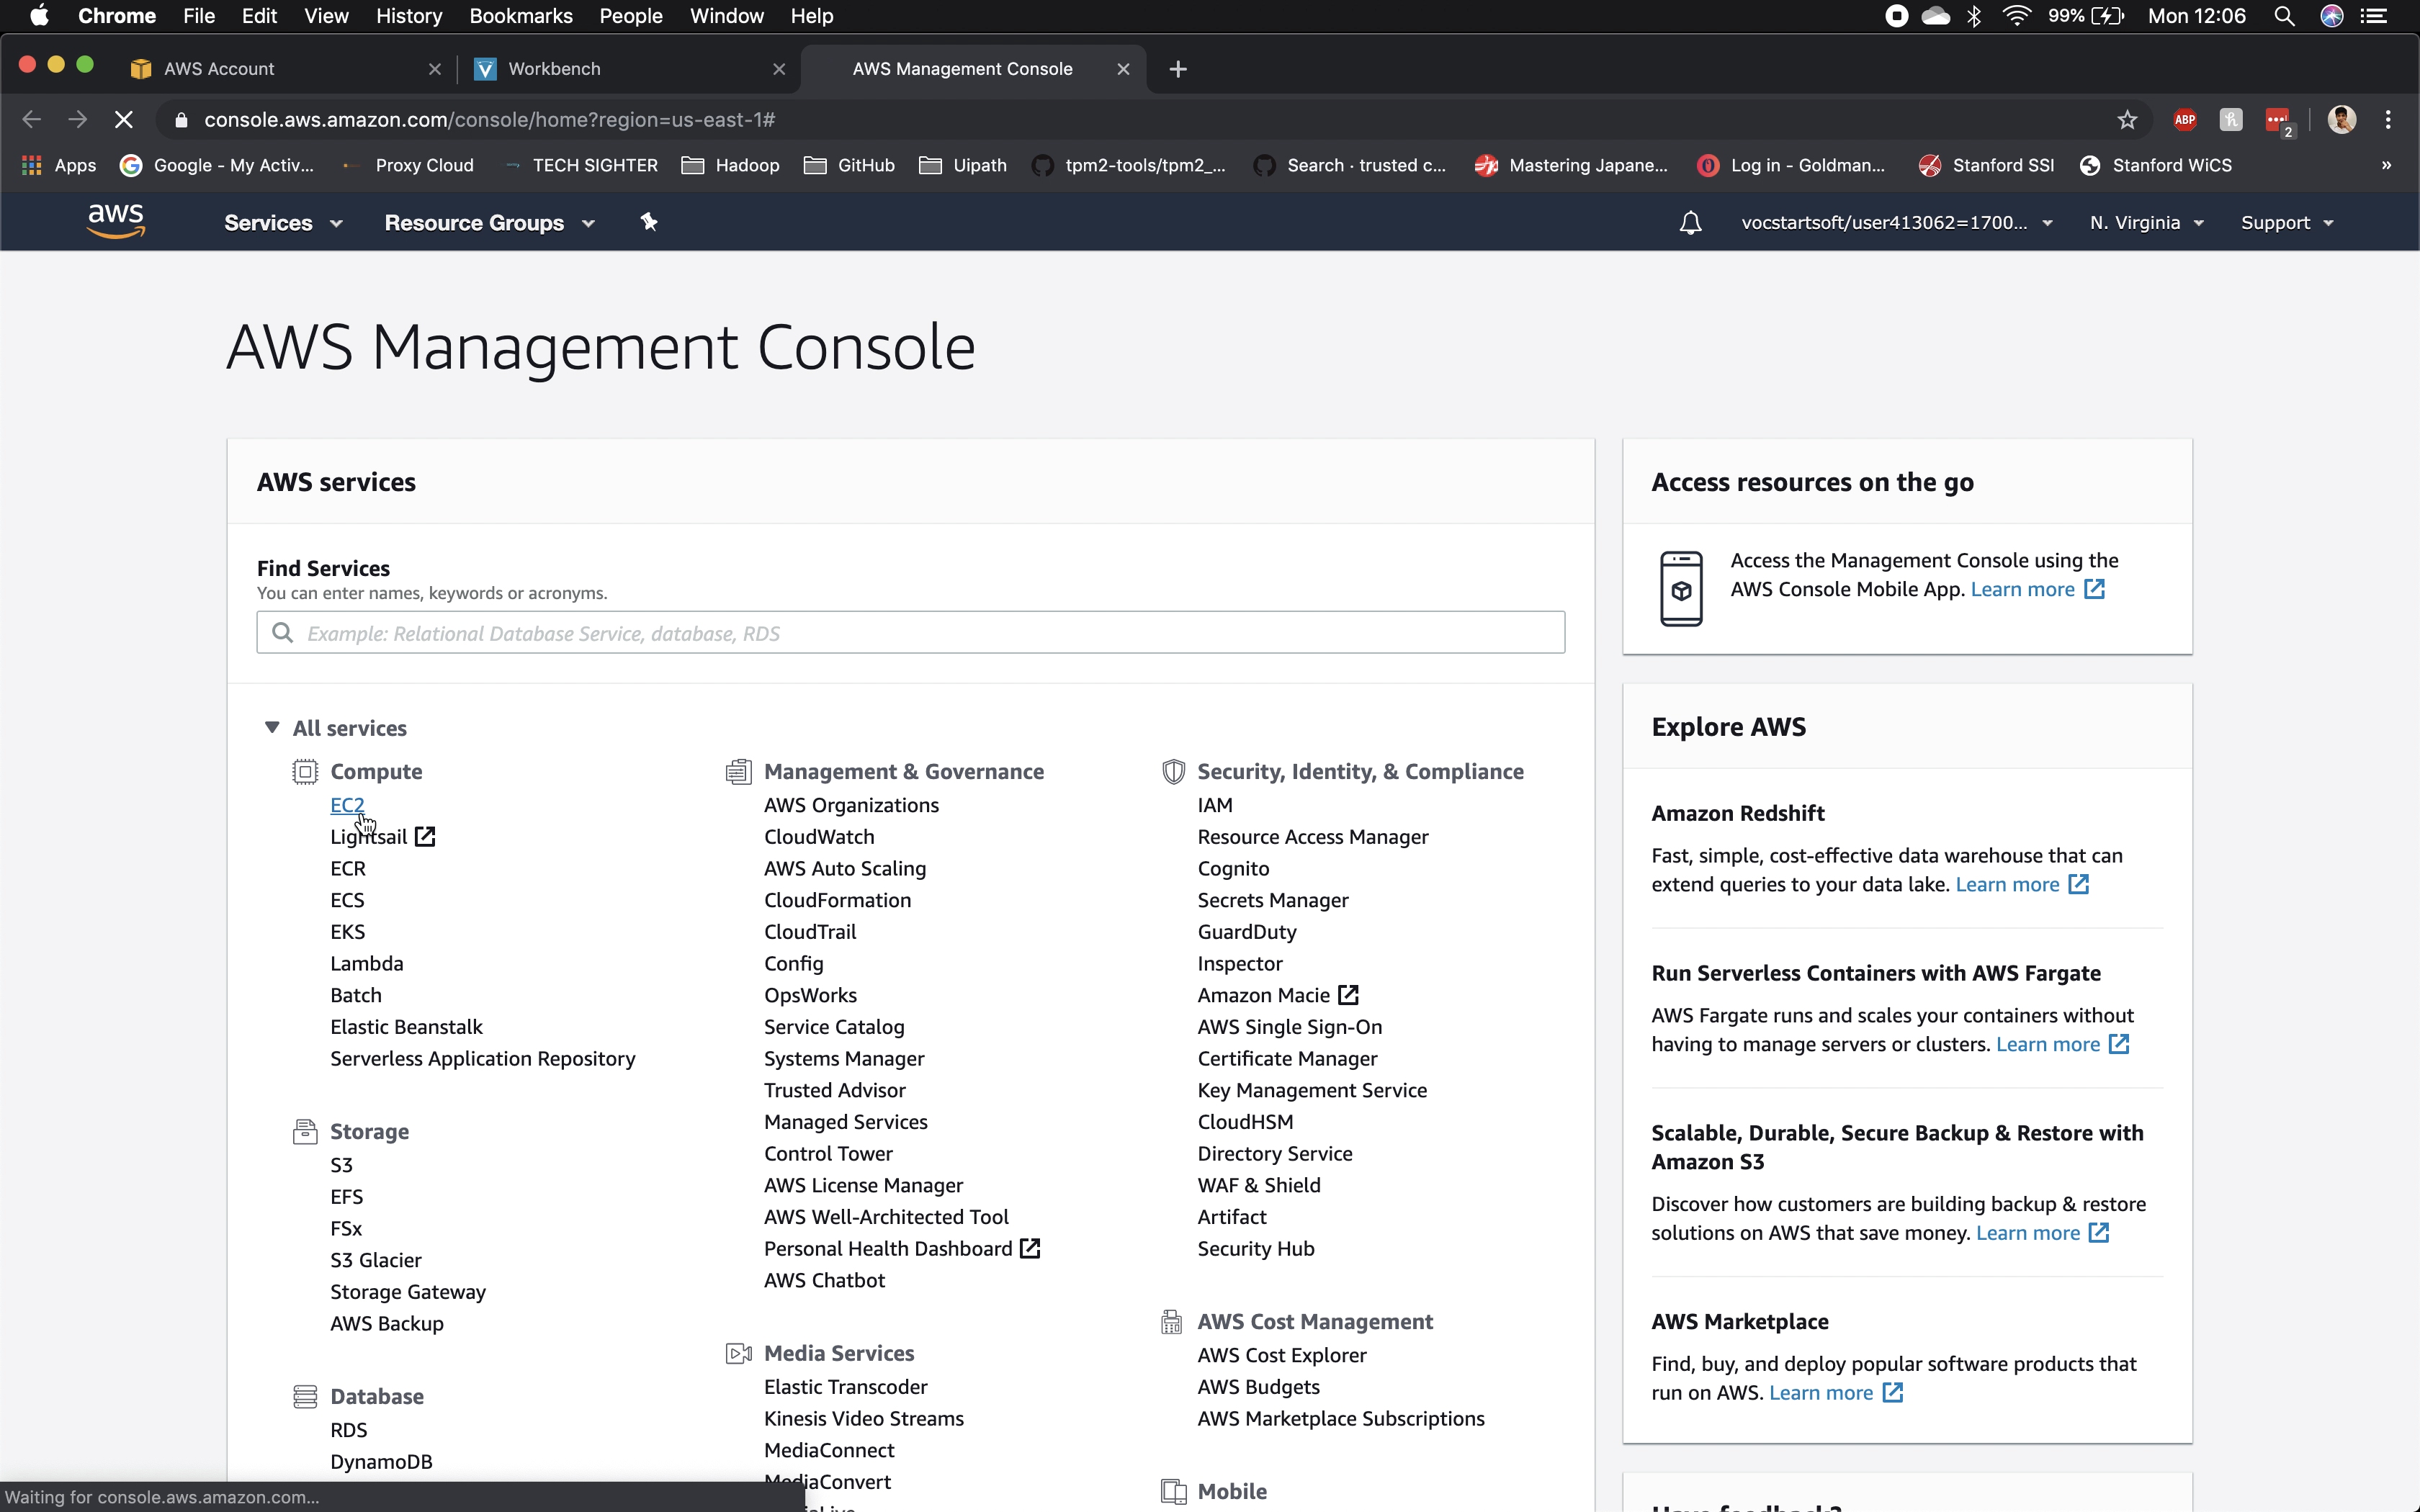 Chrome File Edit View History Bookmarks People Window Help 99% Mon 12:06
AWS Account Workbench AWS Management Console
console.aws.amazon.com/console/home?region=us-east-1# ABP 2
Apps Google - My Activ... Proxy Cloud TECH SIGHTER Hadoop GitHub Uipath tpm2-tools/tpm2_... Search · trusted c... Mastering Japane... Log in - Goldman... Stanford SSI Stanford WiCS »
aws Services Resource Groups vocstartsoft/user413062=1700... N. Virginia Support
AWS Management Console
AWS services
Find Services
You can enter names, keywords or acronyms.
Example: Relational Database Service, database, RDS
All services
Compute
EC2
Lightsail
ECR
ECS
EKS
Lambda
Batch
Elastic Beanstalk
Serverless Application Repository
Storage
S3
EFS
FSx
S3 Glacier
Storage Gateway
AWS Backup
Database
RDS
DynamoDB
Management & Governance
AWS Organizations
CloudWatch
AWS Auto Scaling
CloudFormation
CloudTrail
Config
OpsWorks
Service Catalog
Systems Manager
Trusted Advisor
Managed Services
Control Tower
AWS License Manager
AWS Well-Architected Tool
Personal Health Dashboard
AWS Chatbot
Media Services
Elastic Transcoder
Kinesis Video Streams
MediaConnect
MediaConvert
Security, Identity, & Compliance
IAM
Resource Access Manager
Cognito
Secrets Manager
GuardDuty
Inspector
Amazon Macie
AWS Single Sign-On
Certificate Manager
Key Management Service
CloudHSM
Directory Service
WAF & Shield
Artifact
Security Hub
AWS Cost Management
AWS Cost Explorer
AWS Budgets
AWS Marketplace Subscriptions
Mobile
Access resources on the go
Access the Management Console using the
AWS Console Mobile App. Learn more
Explore AWS
Amazon Redshift
Fast, simple, cost-effective data warehouse that can
extend queries to your data lake. Learn more
Run Serverless Containers with AWS Fargate
AWS Fargate runs and scales your containers without
having to manage servers or clusters. Learn more
Scalable, Durable, Secure Backup & Restore with
Amazon S3
Discover how customers are building backup & restore
solutions on AWS that save money. Learn more
AWS Marketplace
Find, buy, and deploy popular software products that
run on AWS. Learn more
Have feedback?
Waiting for console.aws.amazon.com...